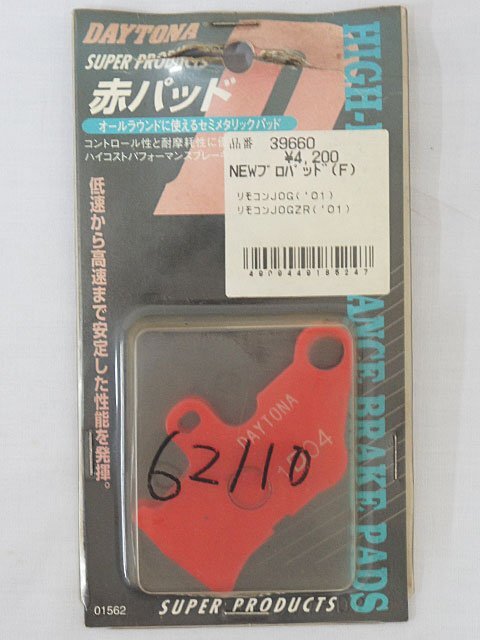 DAYTONA
SUPER PRODUCTS
赤パッド
オールラウンドに使えるセミメタリックパッド
コントロール性と耐摩耗性に
ハイコストパフォーマンスブレーキ
品番 39660
¥4,200
NEWプロパッド(F)
リモコンJOG('01)
リモコンJOGZR('01)
4909449185247
低速から高速まで安定した性能を発揮。
HIGH-
ANCE BRAKE PADS
DAYTONA
1504
62/10
01562
SUPER PRODUCTS